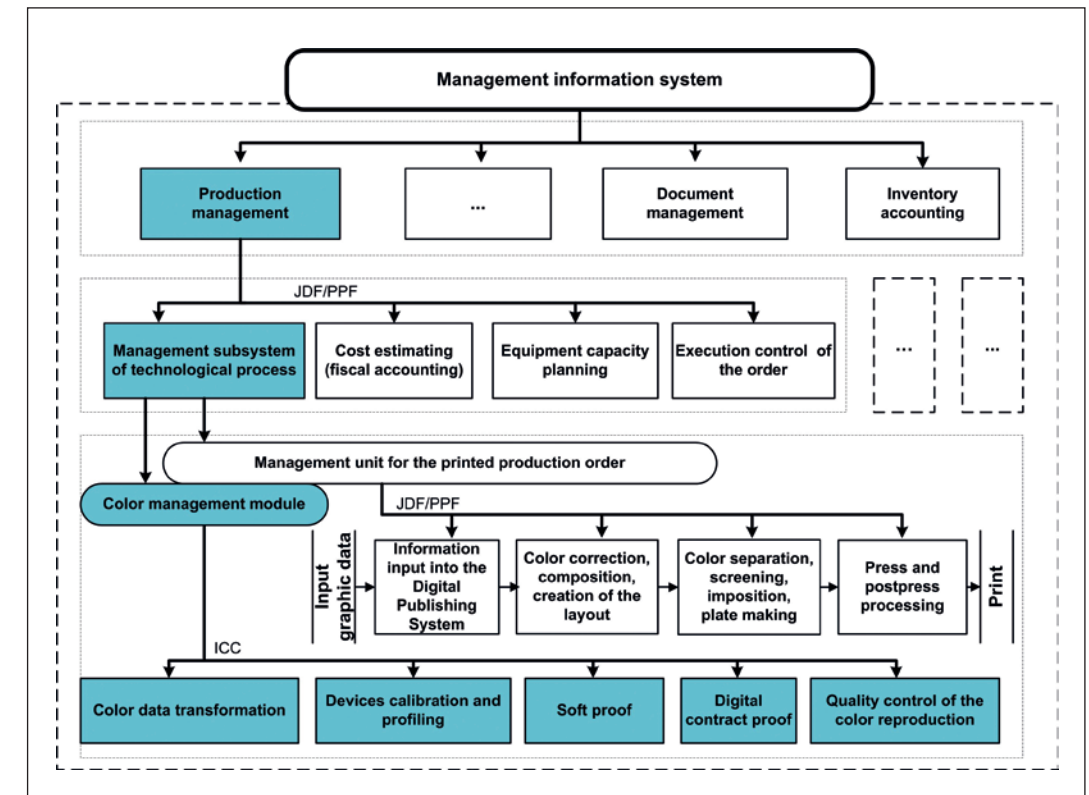 Management information system
Production
management
...
Document
management
Inventory
accounting
JDF/PPF
Management subsystem
of technological process
Cost estimating
(fiscal accounting)
Equipment capacity
planning
Execution control of
the order
...
...
Management unit for the printed production order
Color management module
JDF/PPF
Input
graphic data
Information
input into the
Digital
Publishing
System
Color correction,
composition,
creation of the
layout
Color separation,
screening,
imposition,
plate making
Press and
postpress
processing
Print
ICC
Color data transformation
Devices calibration and
profiling
Soft proof
Digital
contract proof
Quality control of the
color reproduction